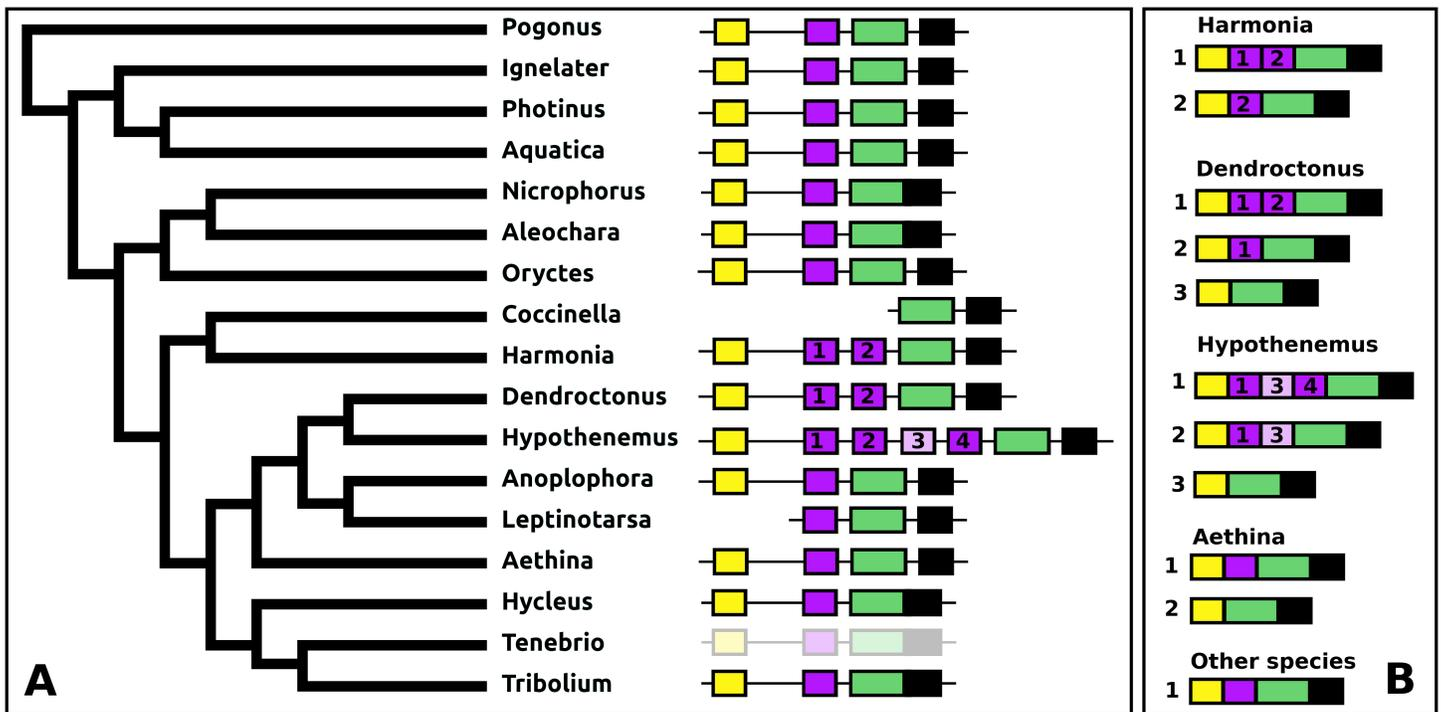 Pogonus
Ignelater
Photinus
Aquatica
Nicrophorus
Aleochara
Oryctes
Coccinella
Harmonia 1 2
Dendroctonus 1 2
Hypothenemus 1 2 3 4
Anoplophora
Leptinotarsa
Aethina
Hycleus
Tenebrio
Tribolium
A
Harmonia
1 1 2
2 2
Dendroctonus
1 1 2
2 1
3
Hypothenemus
1 1 3 4
2 1 3
3
Aethina
1
2
Other species
1
B